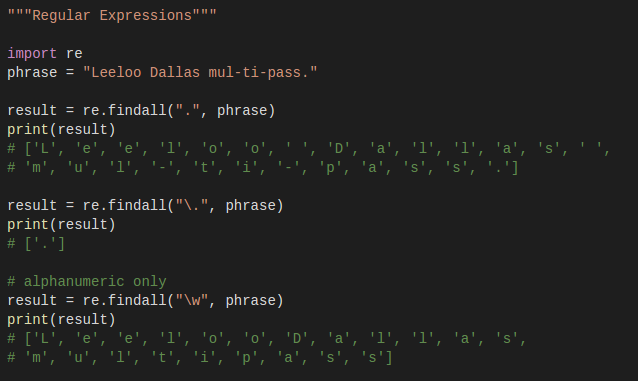 """Regular Expressions"""
import re
phrase = "Leeloo Dallas mul-ti-pass."
result = re.findall(".", phrase)
print(result)
# ['L', 'e', 'e', 'l', 'o', 'o', ' ', 'D', 'a', 'l', 'l', 'a', 's', ' ',
# 'm', 'u', 'l', '-', 't', 'i', '-', 'p', 'a', 's', 's', '.']
result = re.findall("\.", phrase)
print(result)
# ['.']
# alphanumeric only
result = re.findall("\w", phrase)
print(result)
# ['L', 'e', 'e', 'l', 'o', 'o', 'D', 'a', 'l', 'l', 'a', 's',
# 'm', 'u', 'l', 't', 'i', 'p', 'a', 's', 's']